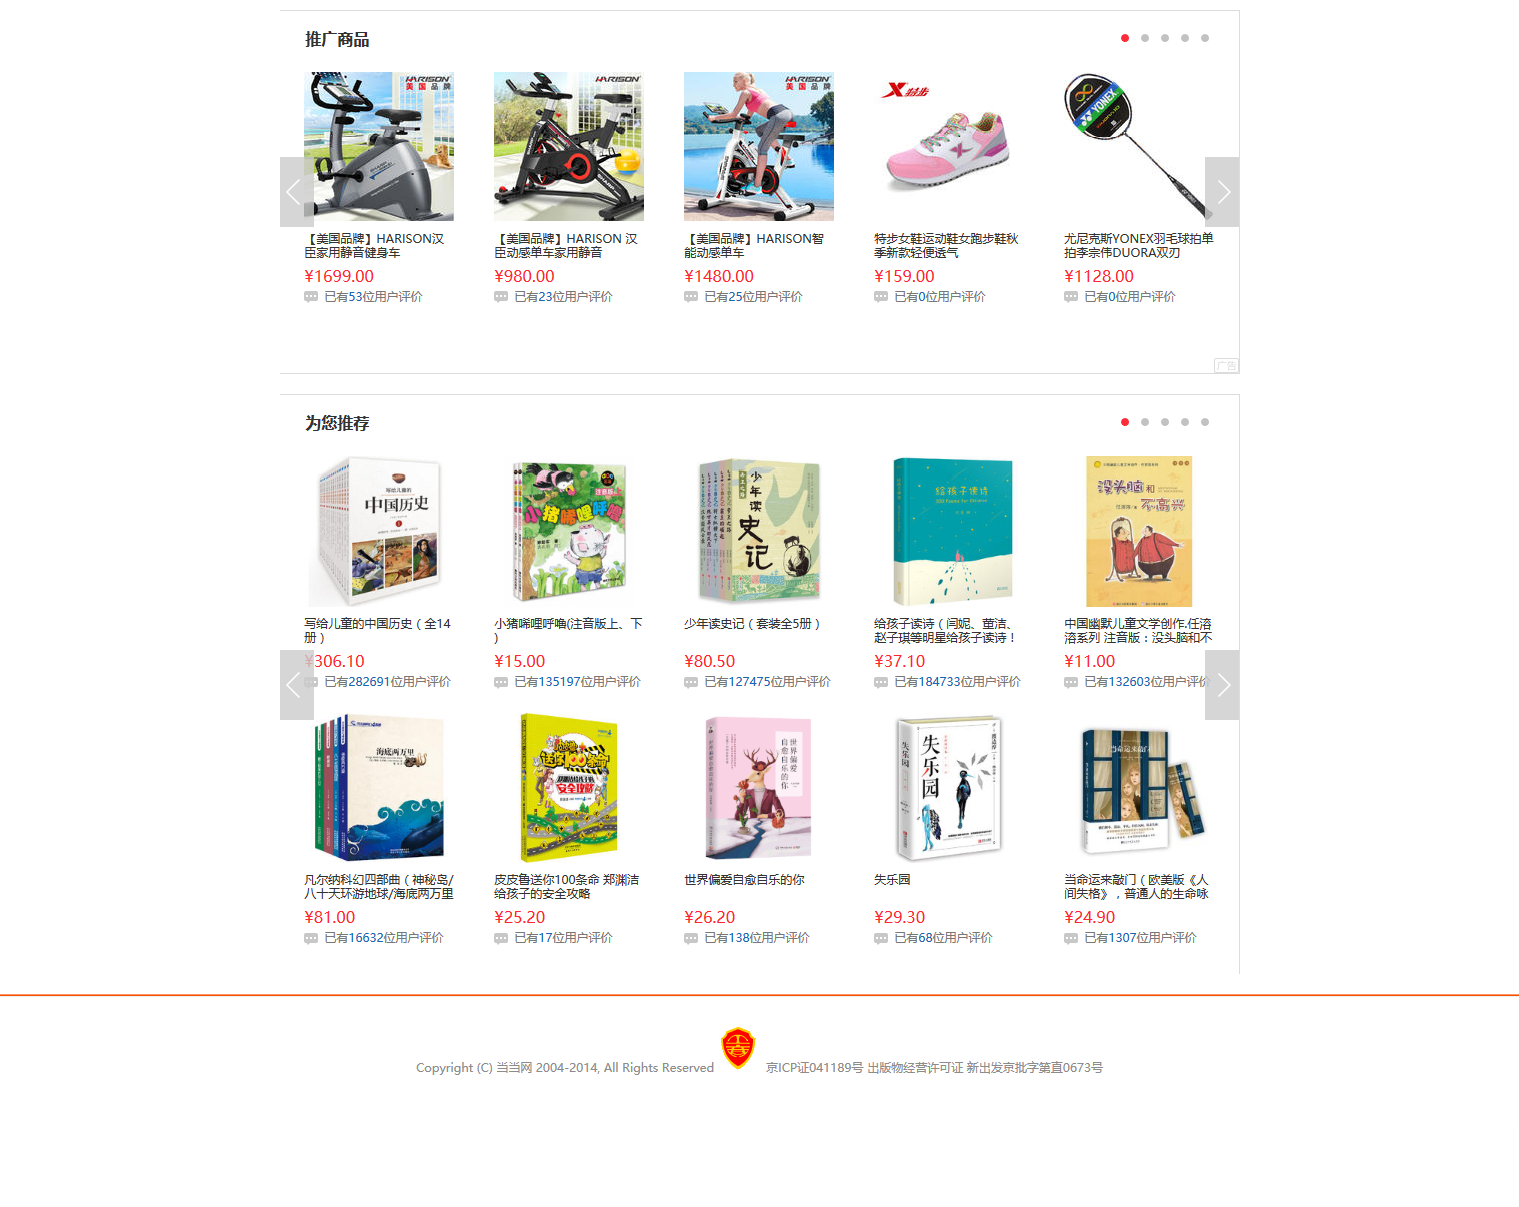 推广商品
HARISON
美国品牌
HARISON
HARISON
美国品牌
特步
YONEX
【美国品牌】HARISON汉
臣家用静音健身车
¥1699.00
已有53位用户评价
【美国品牌】HARISON 汉
臣动感单车家用静音
¥980.00
已有23位用户评价
【美国品牌】HARISON智
能动感单车
¥1480.00
已有25位用户评价
特步女鞋运动鞋女跑步鞋秋
季新款轻便透气
¥159.00
已有0位用户评价
尤尼克斯YONEX羽毛球拍单
拍李宗伟DUORA双刃
¥1128.00
已有0位用户评价
广告
为您推荐
写给儿童的
中国历史
小猪唏哩呼噜
少年读
史记
给孩子读诗
没头脑和
不高兴
写给儿童的中国历史（全14
册）
¥306.10
已有282691位用户评价
小猪唏哩呼噜(注音版上、下
)
¥15.00
已有135197位用户评价
少年读史记（套装全5册）
¥80.50
已有127475位用户评价
给孩子读诗（闫妮、董洁、
赵子琪等明星给孩子读诗！
¥37.10
已有184733位用户评价
中国幽默儿童文学创作.任溶
溶系列 注音版：没头脑和不
¥11.00
已有132603位用户评价
海底两万里
送你100条命
安全攻略
世界偏爱
自愈自乐的你
失乐园
失乐园
当命运来敲门
凡尔纳科幻四部曲（神秘岛/
八十天环游地球/海底两万里
¥81.00
已有16632位用户评价
皮皮鲁送你100条命 郑渊洁
给孩子的安全攻略
¥25.20
已有17位用户评价
世界偏爱自愈自乐的你
¥26.20
已有138位用户评价
失乐园
¥29.30
已有68位用户评价
当命运来敲门（欧美版《人
间失格》，普通人的生命咏
¥24.90
已有1307位用户评价
Copyright (C) 当当网 2004-2014, All Rights Reserved 京ICP证041189号 出版物经营许可证 新出发京批字第直0673号